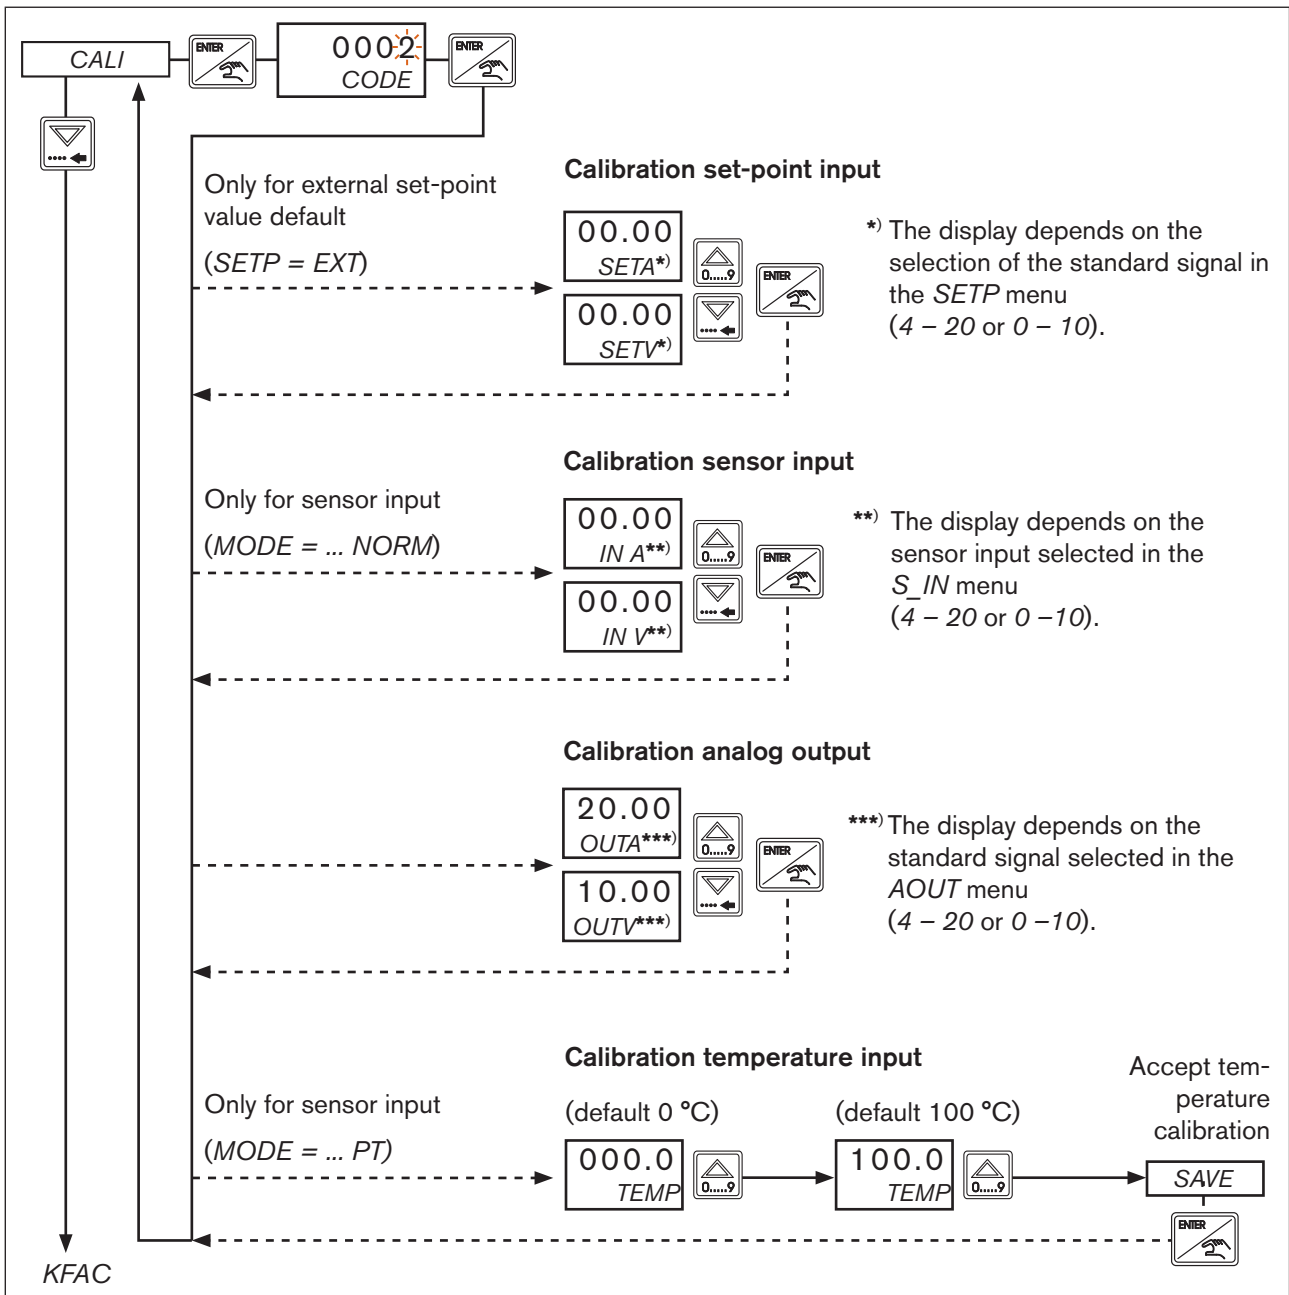 CALI
ENTER
0002
CODE
ENTER
Only for external set-point
value default
(SETP = EXT)
Calibration set-point input
00.00
SETA*)
0.....9
00.00
SETV*)
ENTER
*) The display depends on the
selection of the standard signal in
the SETP menu
(4 – 20 or 0 – 10).
Only for sensor input
(MODE = ... NORM)
Calibration sensor input
00.00
IN A**)
0.....9
00.00
IN V**)
ENTER
**) The display depends on the
sensor input selected in the
S_IN menu
(4 – 20 or 0 –10).
Calibration analog output
20.00
OUTA***)
0.....9
10.00
OUTV***)
ENTER
***) The display depends on the
standard signal selected in the
AOUT menu
(4 – 20 or 0 –10).
Only for sensor input
(MODE = ... PT)
Calibration temperature input
(default 0 °C)
000.0
TEMP
0.....9
(default 100 °C)
100.0
TEMP
0.....9
Accept tem-
perature
calibration
SAVE
ENTER
KFAC